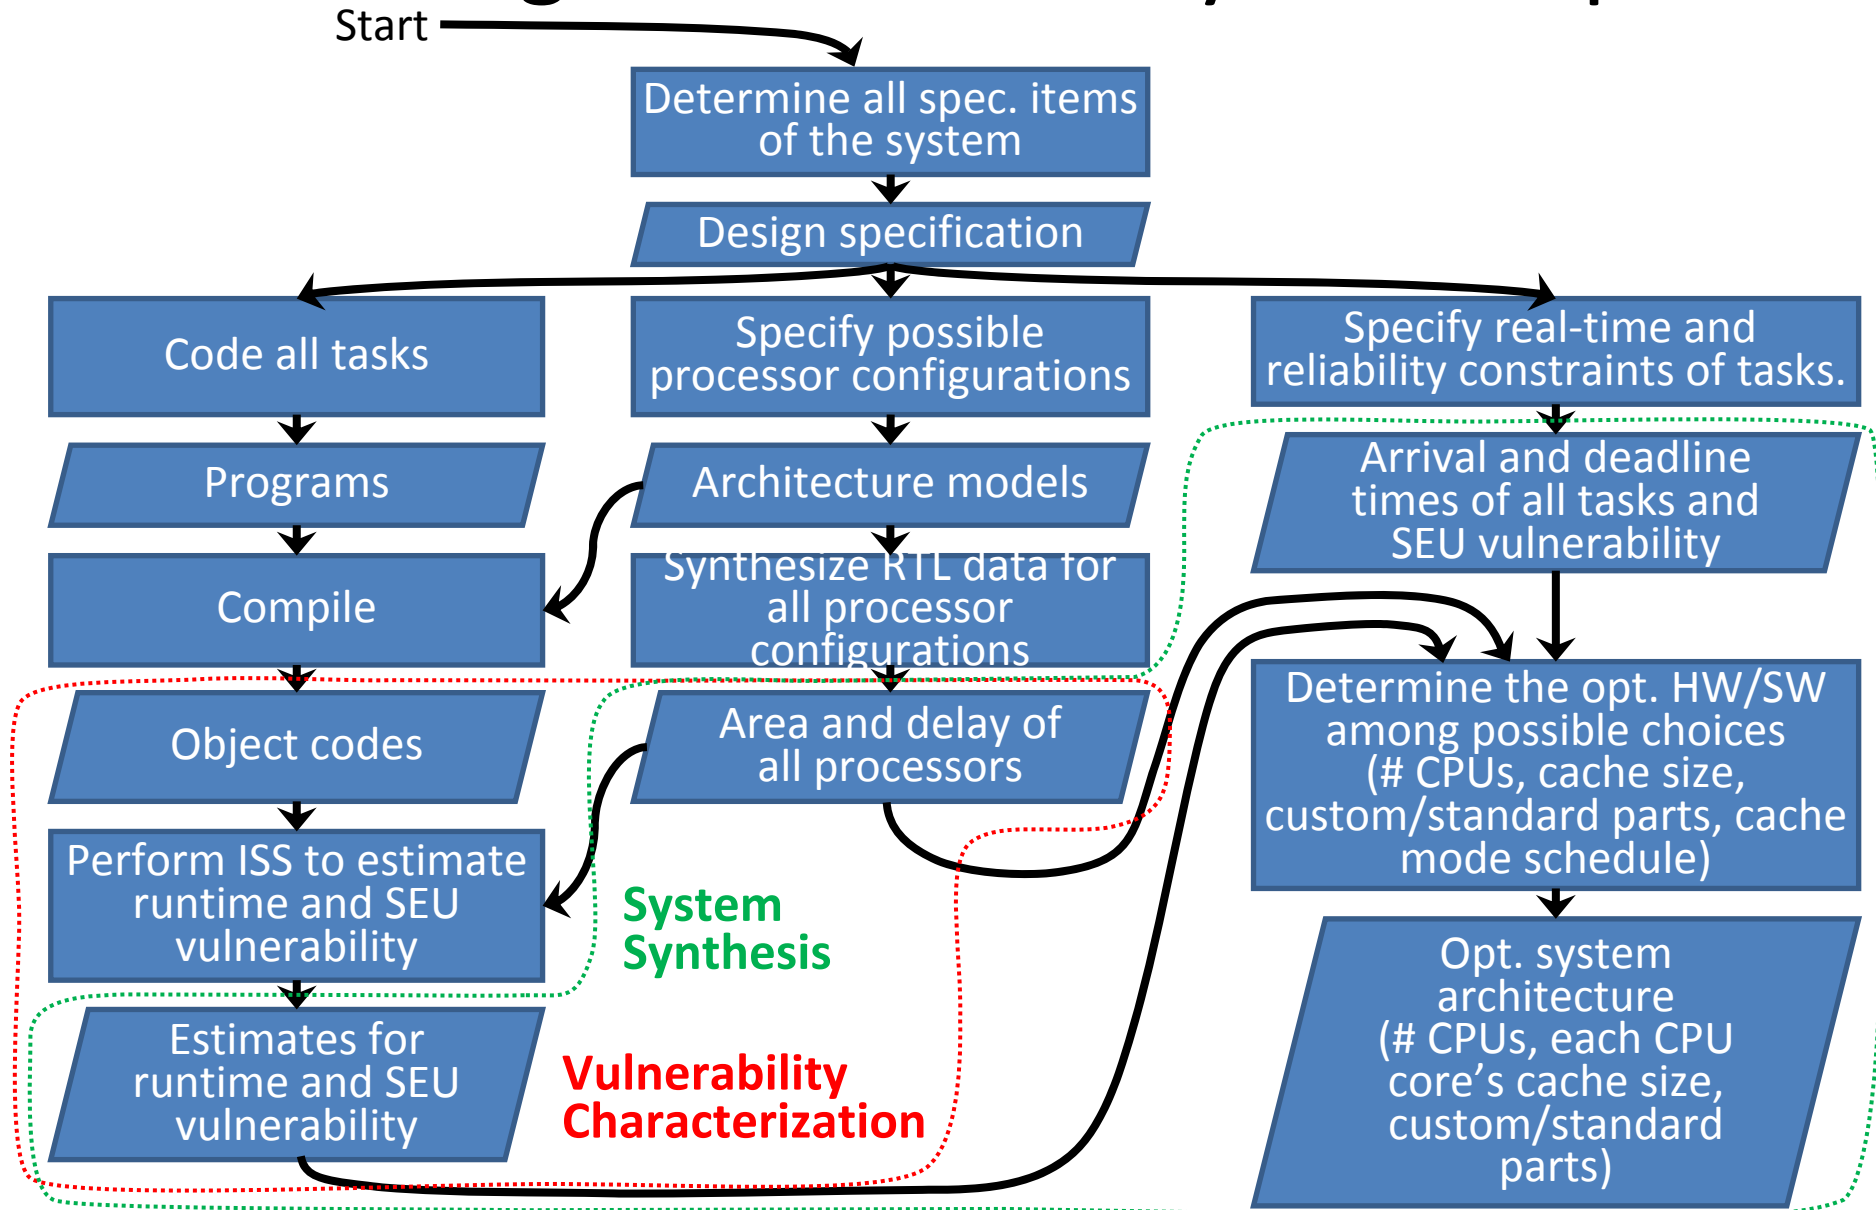 Start
Determine all spec. items
of the system
Design specification
Code all tasks
Specify possible
processor configurations
Specify real-time and
reliability constraints of tasks.
Programs
Architecture models
Arrival and deadline
times of all tasks and
SEU vulnerability
Compile
Synthesize RTL data for
all processor
configurations
Object codes
Area and delay of
all processors
Determine the opt. HW/SW
among possible choices
(# CPUs, cache size,
custom/standard parts, cache
mode schedule)
Perform ISS to estimate
runtime and SEU
vulnerability
System
Synthesis
Estimates for
runtime and SEU
vulnerability
Vulnerability
Characterization
Opt. system
architecture
(# CPUs, each CPU
core’s cache size,
custom/standard
parts)